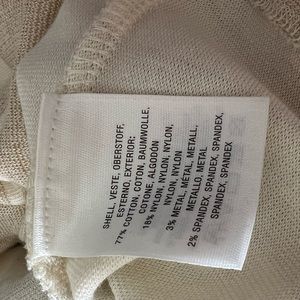 SHELL, VESTE, OBERSTOFF,
ESTERNO, EXTERIOR:
77% COTTON, COTON, BAUMWOLLE,
COTONE, ALGODÓN
18% NYLON, NYLON, NYLON,
NYLON, NYLON
3% METAL, METAL, METALL,
METALLO, METAL
2% SPANDEX, SPANDEX, SPANDEX,
SPANDEX, SPANDEX